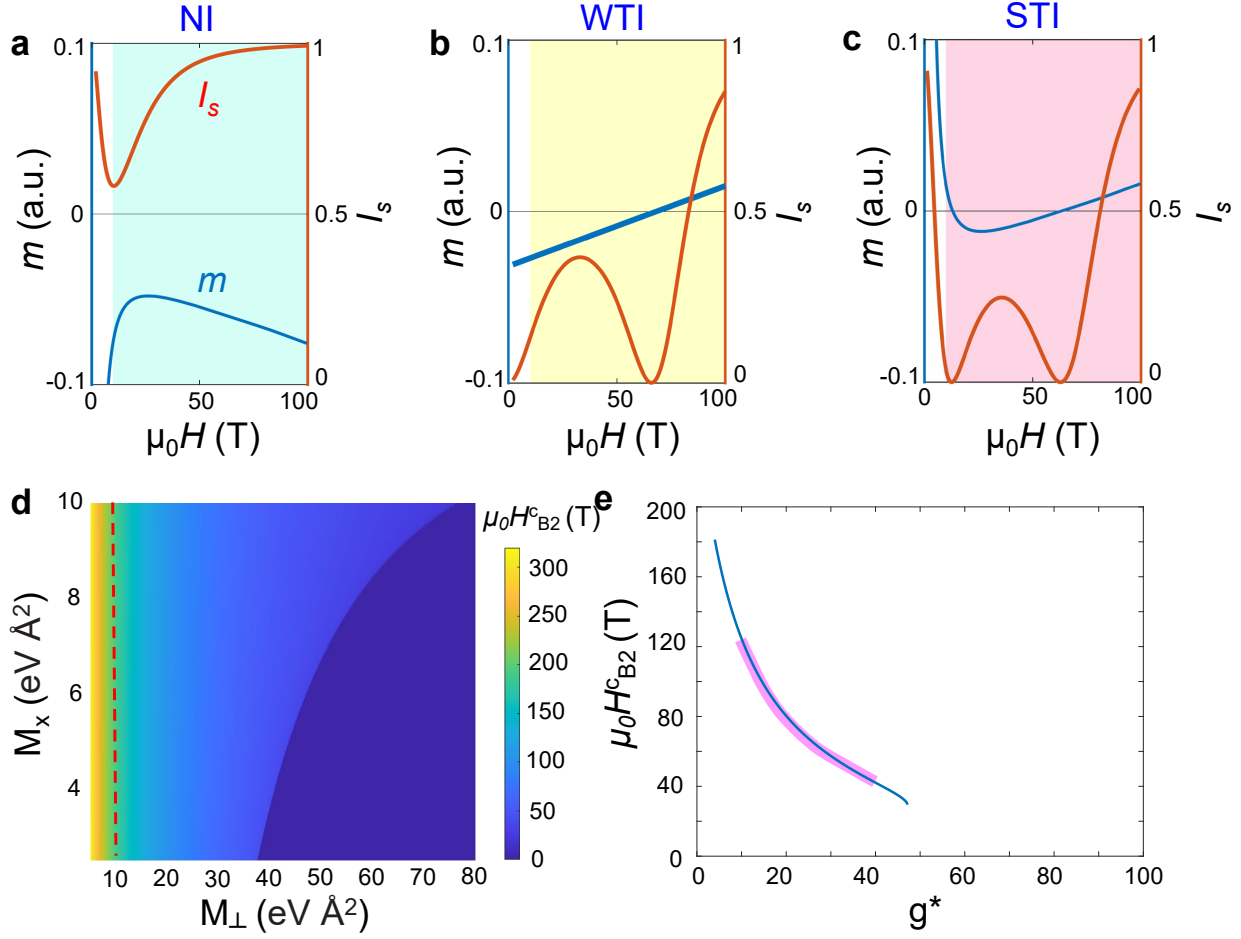 NI
WTI
STI
a
b
c
0.1
0
-0.1
1
0.5
0
0
50
100
m (a.u.)
I_s
m
I_s
μ₀H (T)
0.1
0
-0.1
1
0.5
0
0
50
100
m (a.u.)
I_s
μ₀H (T)
0.1
0
-0.1
1
0.5
0
0
50
100
m (a.u.)
I_s
μ₀H (T)
d
10
8
6
4
M_x (eV Å²)
10
20
30
40
50
60
70
80
M_⊥ (eV Å²)
μ₀H^c_B2 (T)
300
250
200
150
100
50
0
e
200
160
120
80
40
0
μ₀H^c_B2 (T)
0
20
40
60
80
100
g*